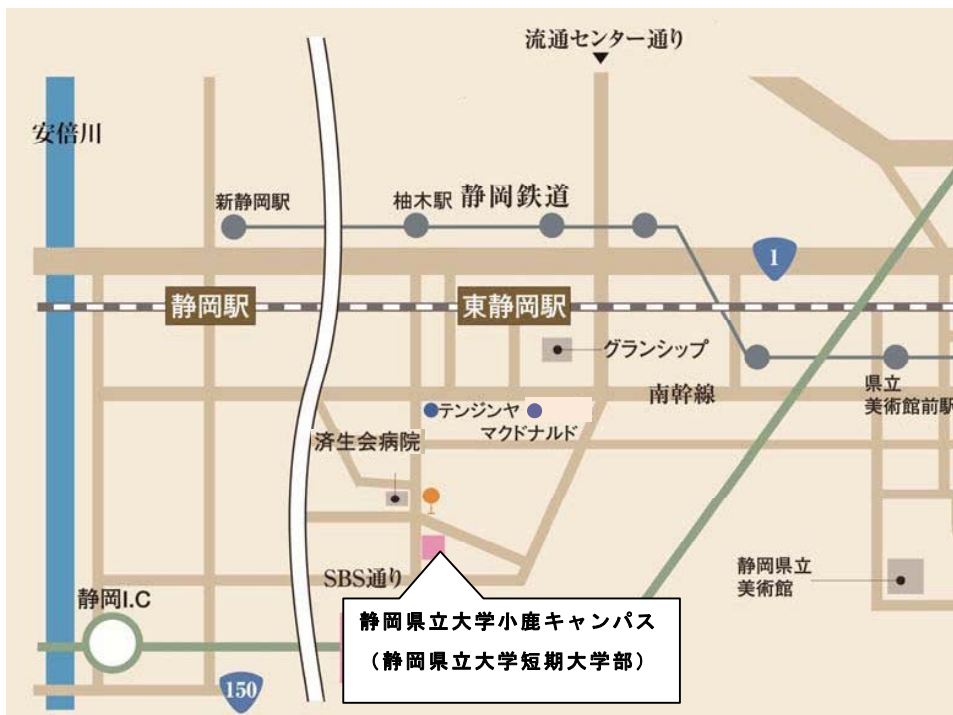 流通センター通り
安倍川
新静岡駅
柚木駅
静岡鉄道
1
静岡駅
東静岡駅
グランシップ
南幹線
県立
美術館前駅
テンジンヤ
マクドナルド
済生会病院
SBS通り
静岡県立
美術館
静岡I.C
静岡県立大学小鹿キャンパス
（静岡県立大学短期大学部）
150